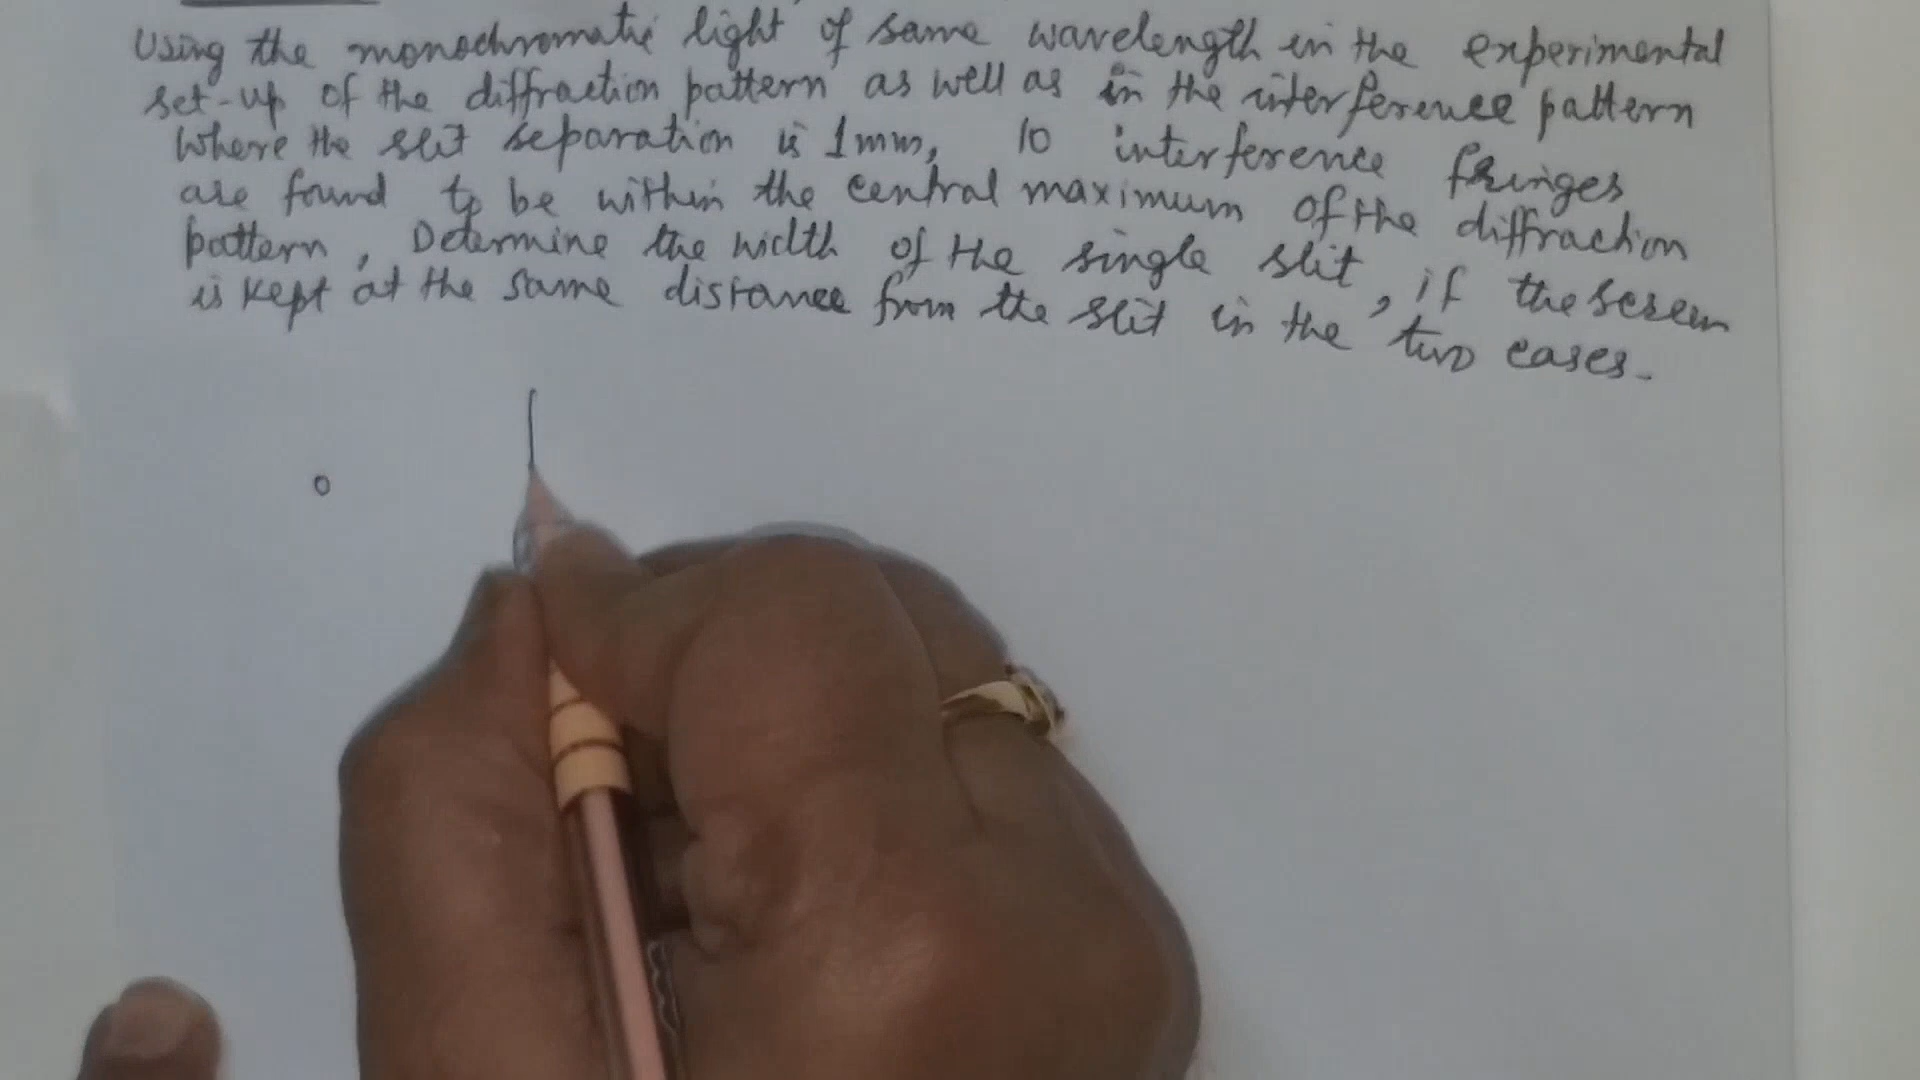 Using the monochromatic light of same wavelength in the experimental
set-up of the diffraction pattern as well as in the interference pattern
where the slit separation is 1mm, 10 interference fringes
are found to be within the central maximum of the diffraction
pattern, Determine the width of the single slit, if the screen
is kept at the same distance from the slit in the two cases.